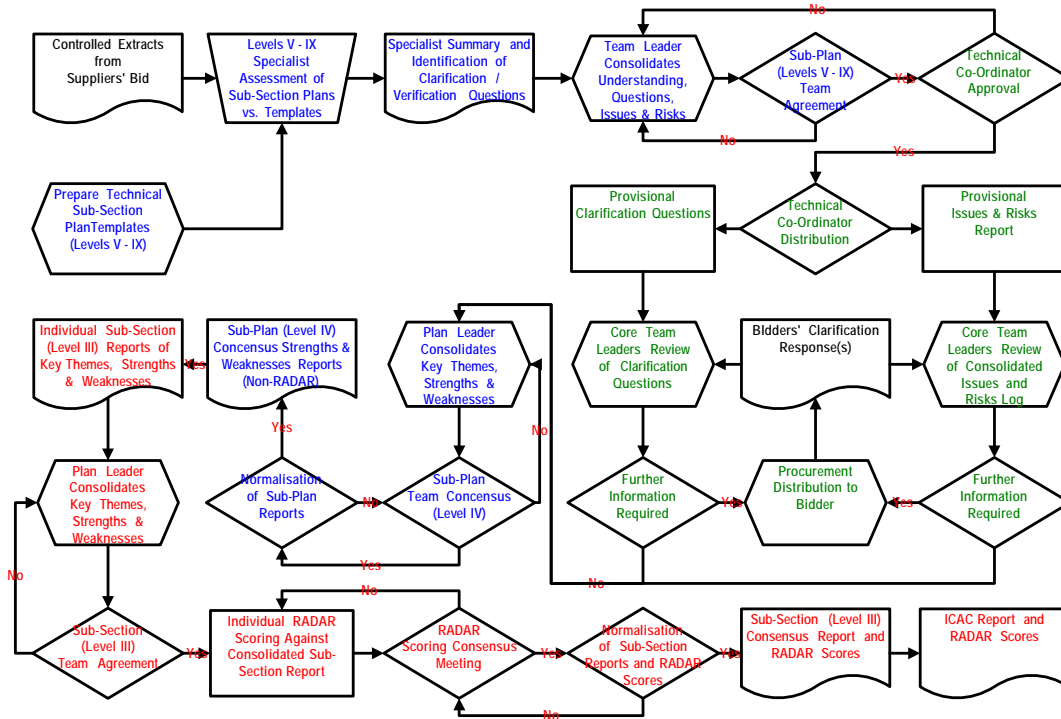 No
Controlled Extracts
from
Suppliers' Bid
Levels V - IX
Specialist
Assessment of
Sub-Section Plans
vs. Templates
Specialist Summary and
Identification of
Clarification /
Verification Questions
Team Leader
Consolidates
Understanding,
Questions,
Issues & Risks
Sub-Plan
(Levels V - IX)
Team
Agreement
Yes
Technical
Co-Ordinator
Approval
No
Yes
Prepare Technical
Sub-Section
PlanTemplates
(Levels V - IX)
Provisional
Clarification Questions
Technical
Co-Ordinator
Distribution
Provisional
Issues & Risks
Report
Individual Sub-Section
(Level III) Reports of
Key Themes, Strengths
& Weaknesses
Yes
Sub-Plan (Level IV)
Concensus Strengths &
Weaknesses Reports
(Non-RADAR)
Plan Leader
Consolidates
Key Themes,
Strengths &
Weaknesses
Core Team
Leaders Review
of Clarification
Questions
BIdders' Clarification
Response(s)
Core Team
Leaders Review
of Consolidated
Issues and
Risks Log
Yes
No
Plan Leader
Consolidates
Key Themes,
Strengths &
Weaknesses
Normalisation
of Sub-Plan
Reports
No
Sub-Plan
Team Concensus
(Level IV)
Further
Information
Required
Yes
Procurement
Distribution to
Bidder
Yes
Further
Information
Required
Yes
No
No
No
Sub-Section
(Level III)
Team Agreement
Yes
Individual RADAR
Scoring Against
Consolidated Sub-
Section Report
RADAR
Scoring Consensus
Meeting
Yes
Normalisation
of Sub-Section
Reports and RADAR
Scores
Yes
Sub-Section (Level III)
Consensus Report and
RADAR Scores
ICAC Report and
RADAR Scores
No